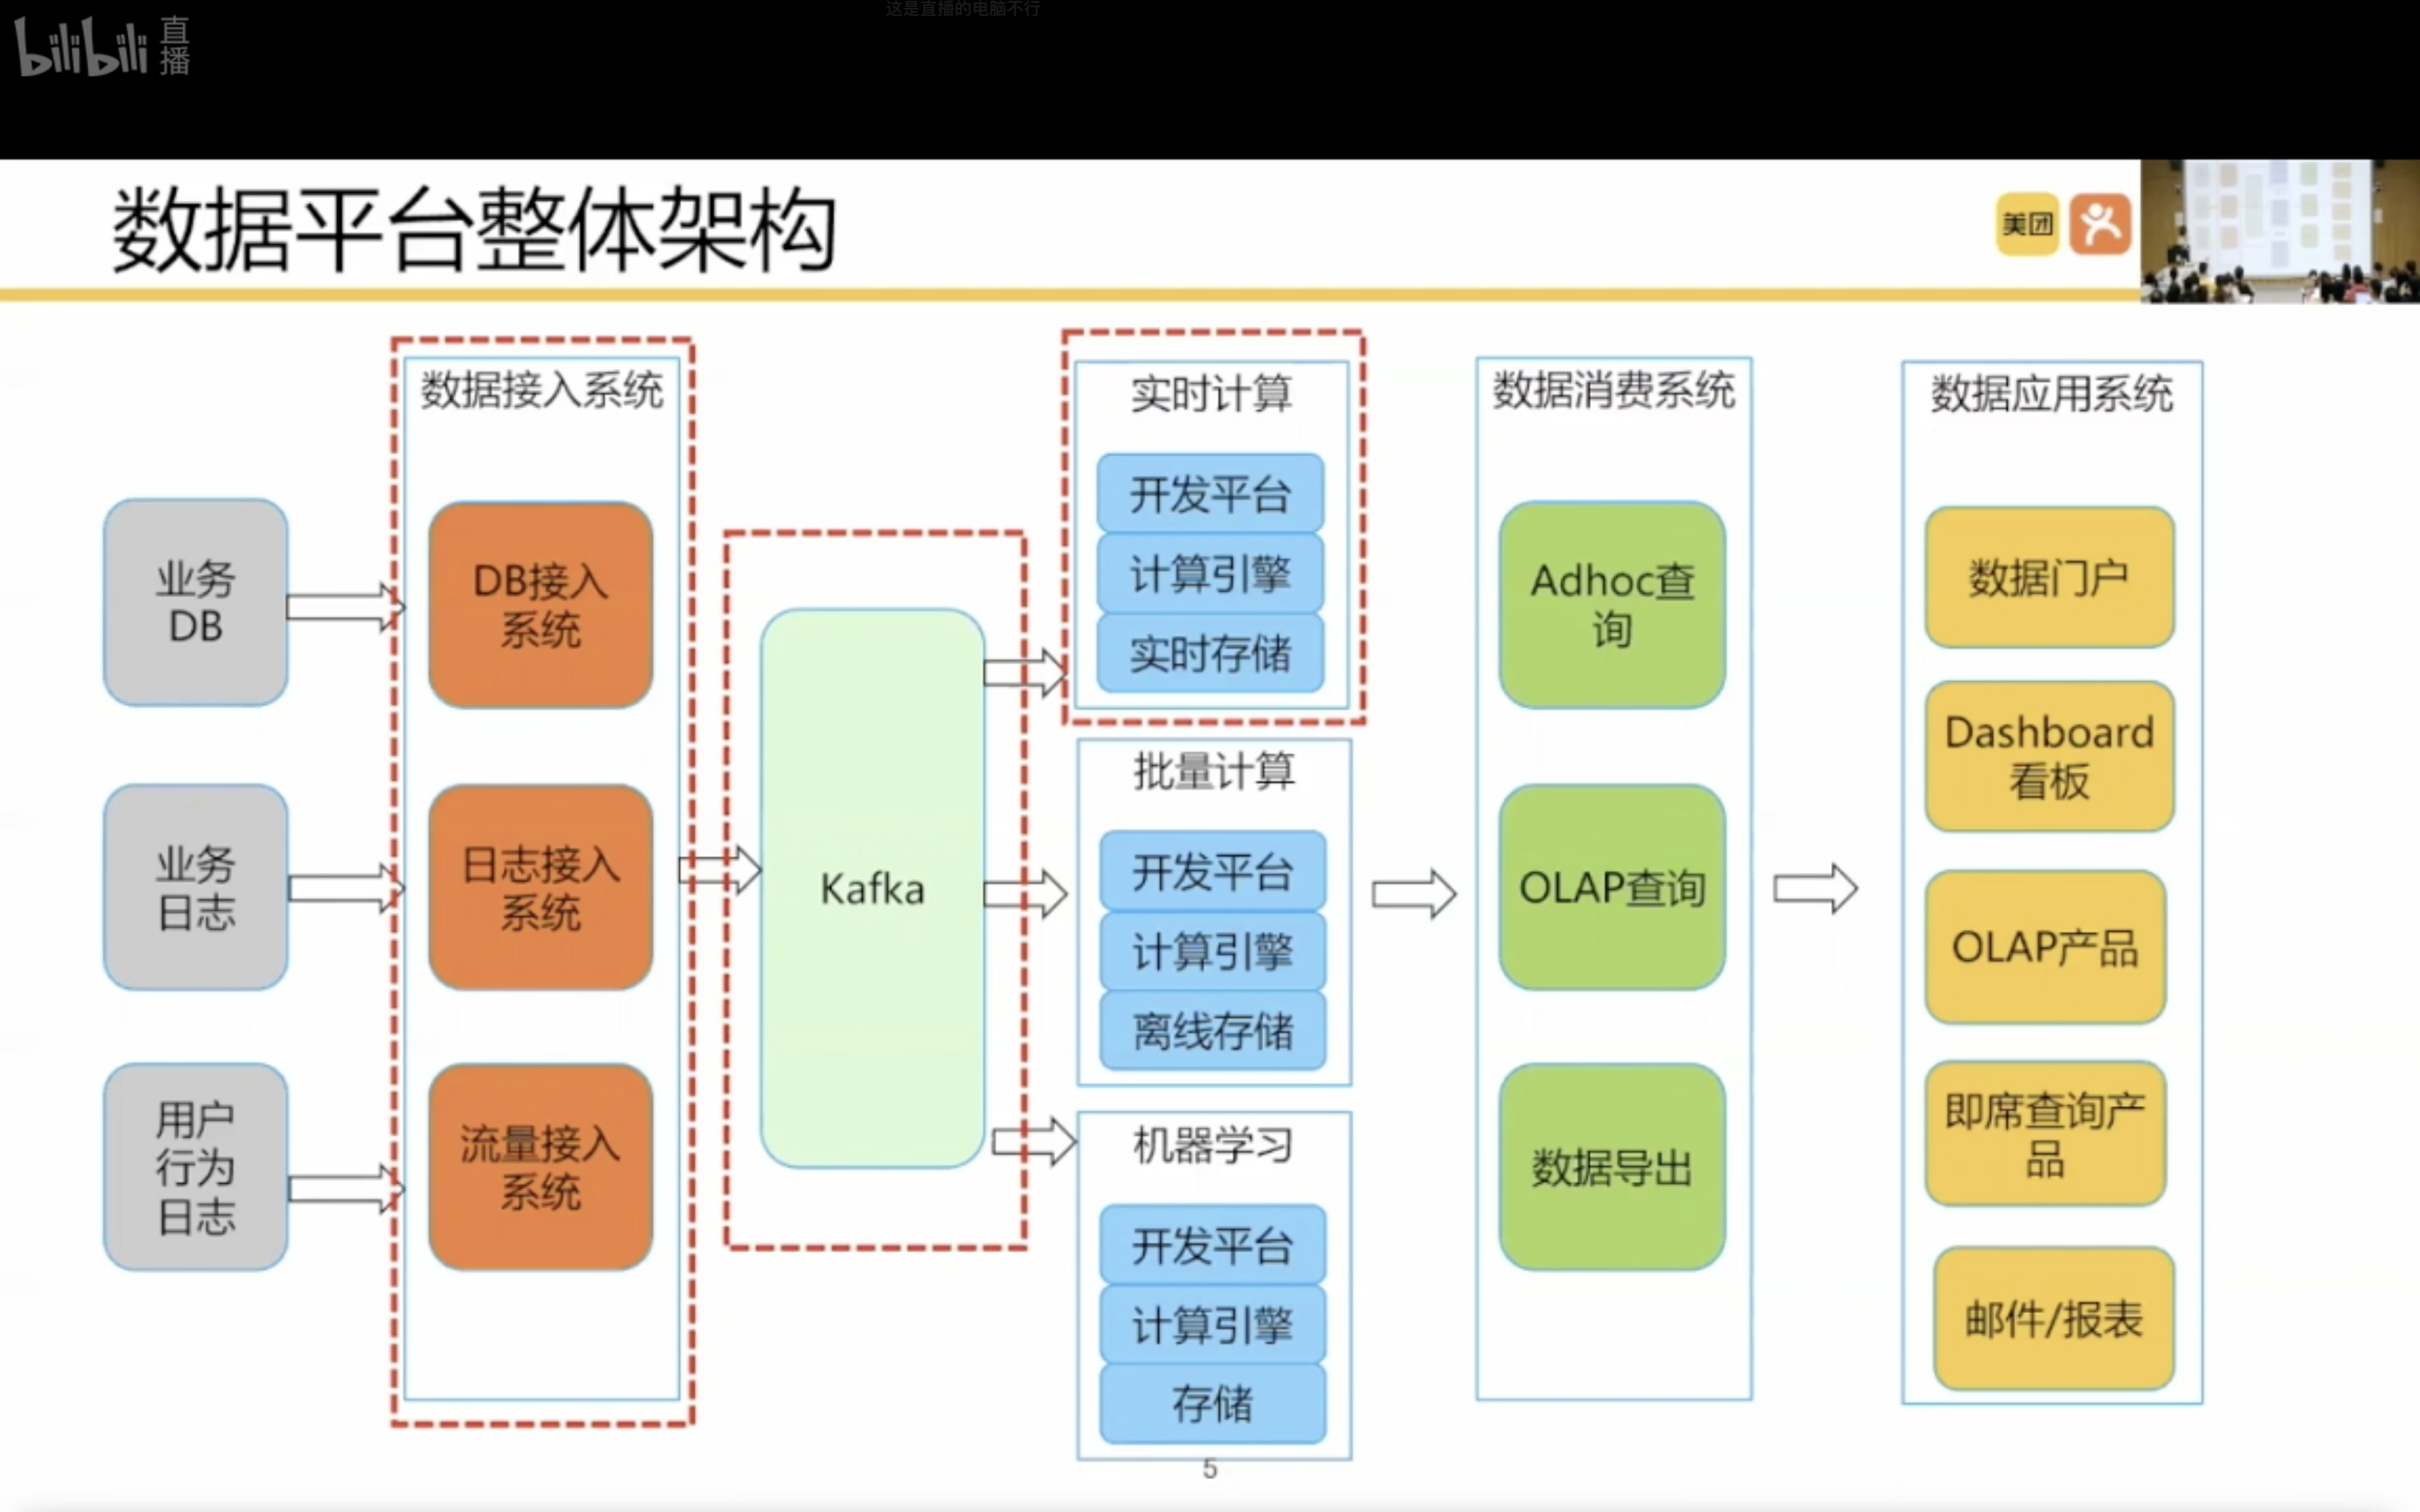 这是直播的电脑不行
bilibili 直播
数据平台整体架构
美团
业务
DB
业务
日志
用户
行为
日志
数据接入系统
DB接入
系统
日志接入
系统
流量接入
系统
Kafka
实时计算
开发平台
计算引擎
实时存储
批量计算
开发平台
计算引擎
离线存储
机器学习
开发平台
计算引擎
存储
数据消费系统
Adhoc查
询
OLAP查询
数据导出
数据应用系统
数据门户
Dashboard
看板
OLAP产品
即席查询产
品
邮件/报表
5